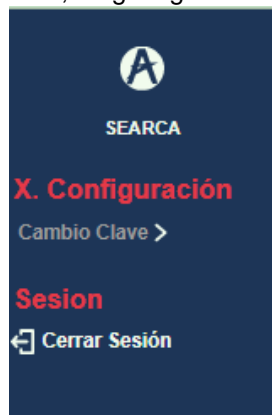 SEARCA
X. Configuración
Cambio Clave >
Sesion
Cerrar Sesión